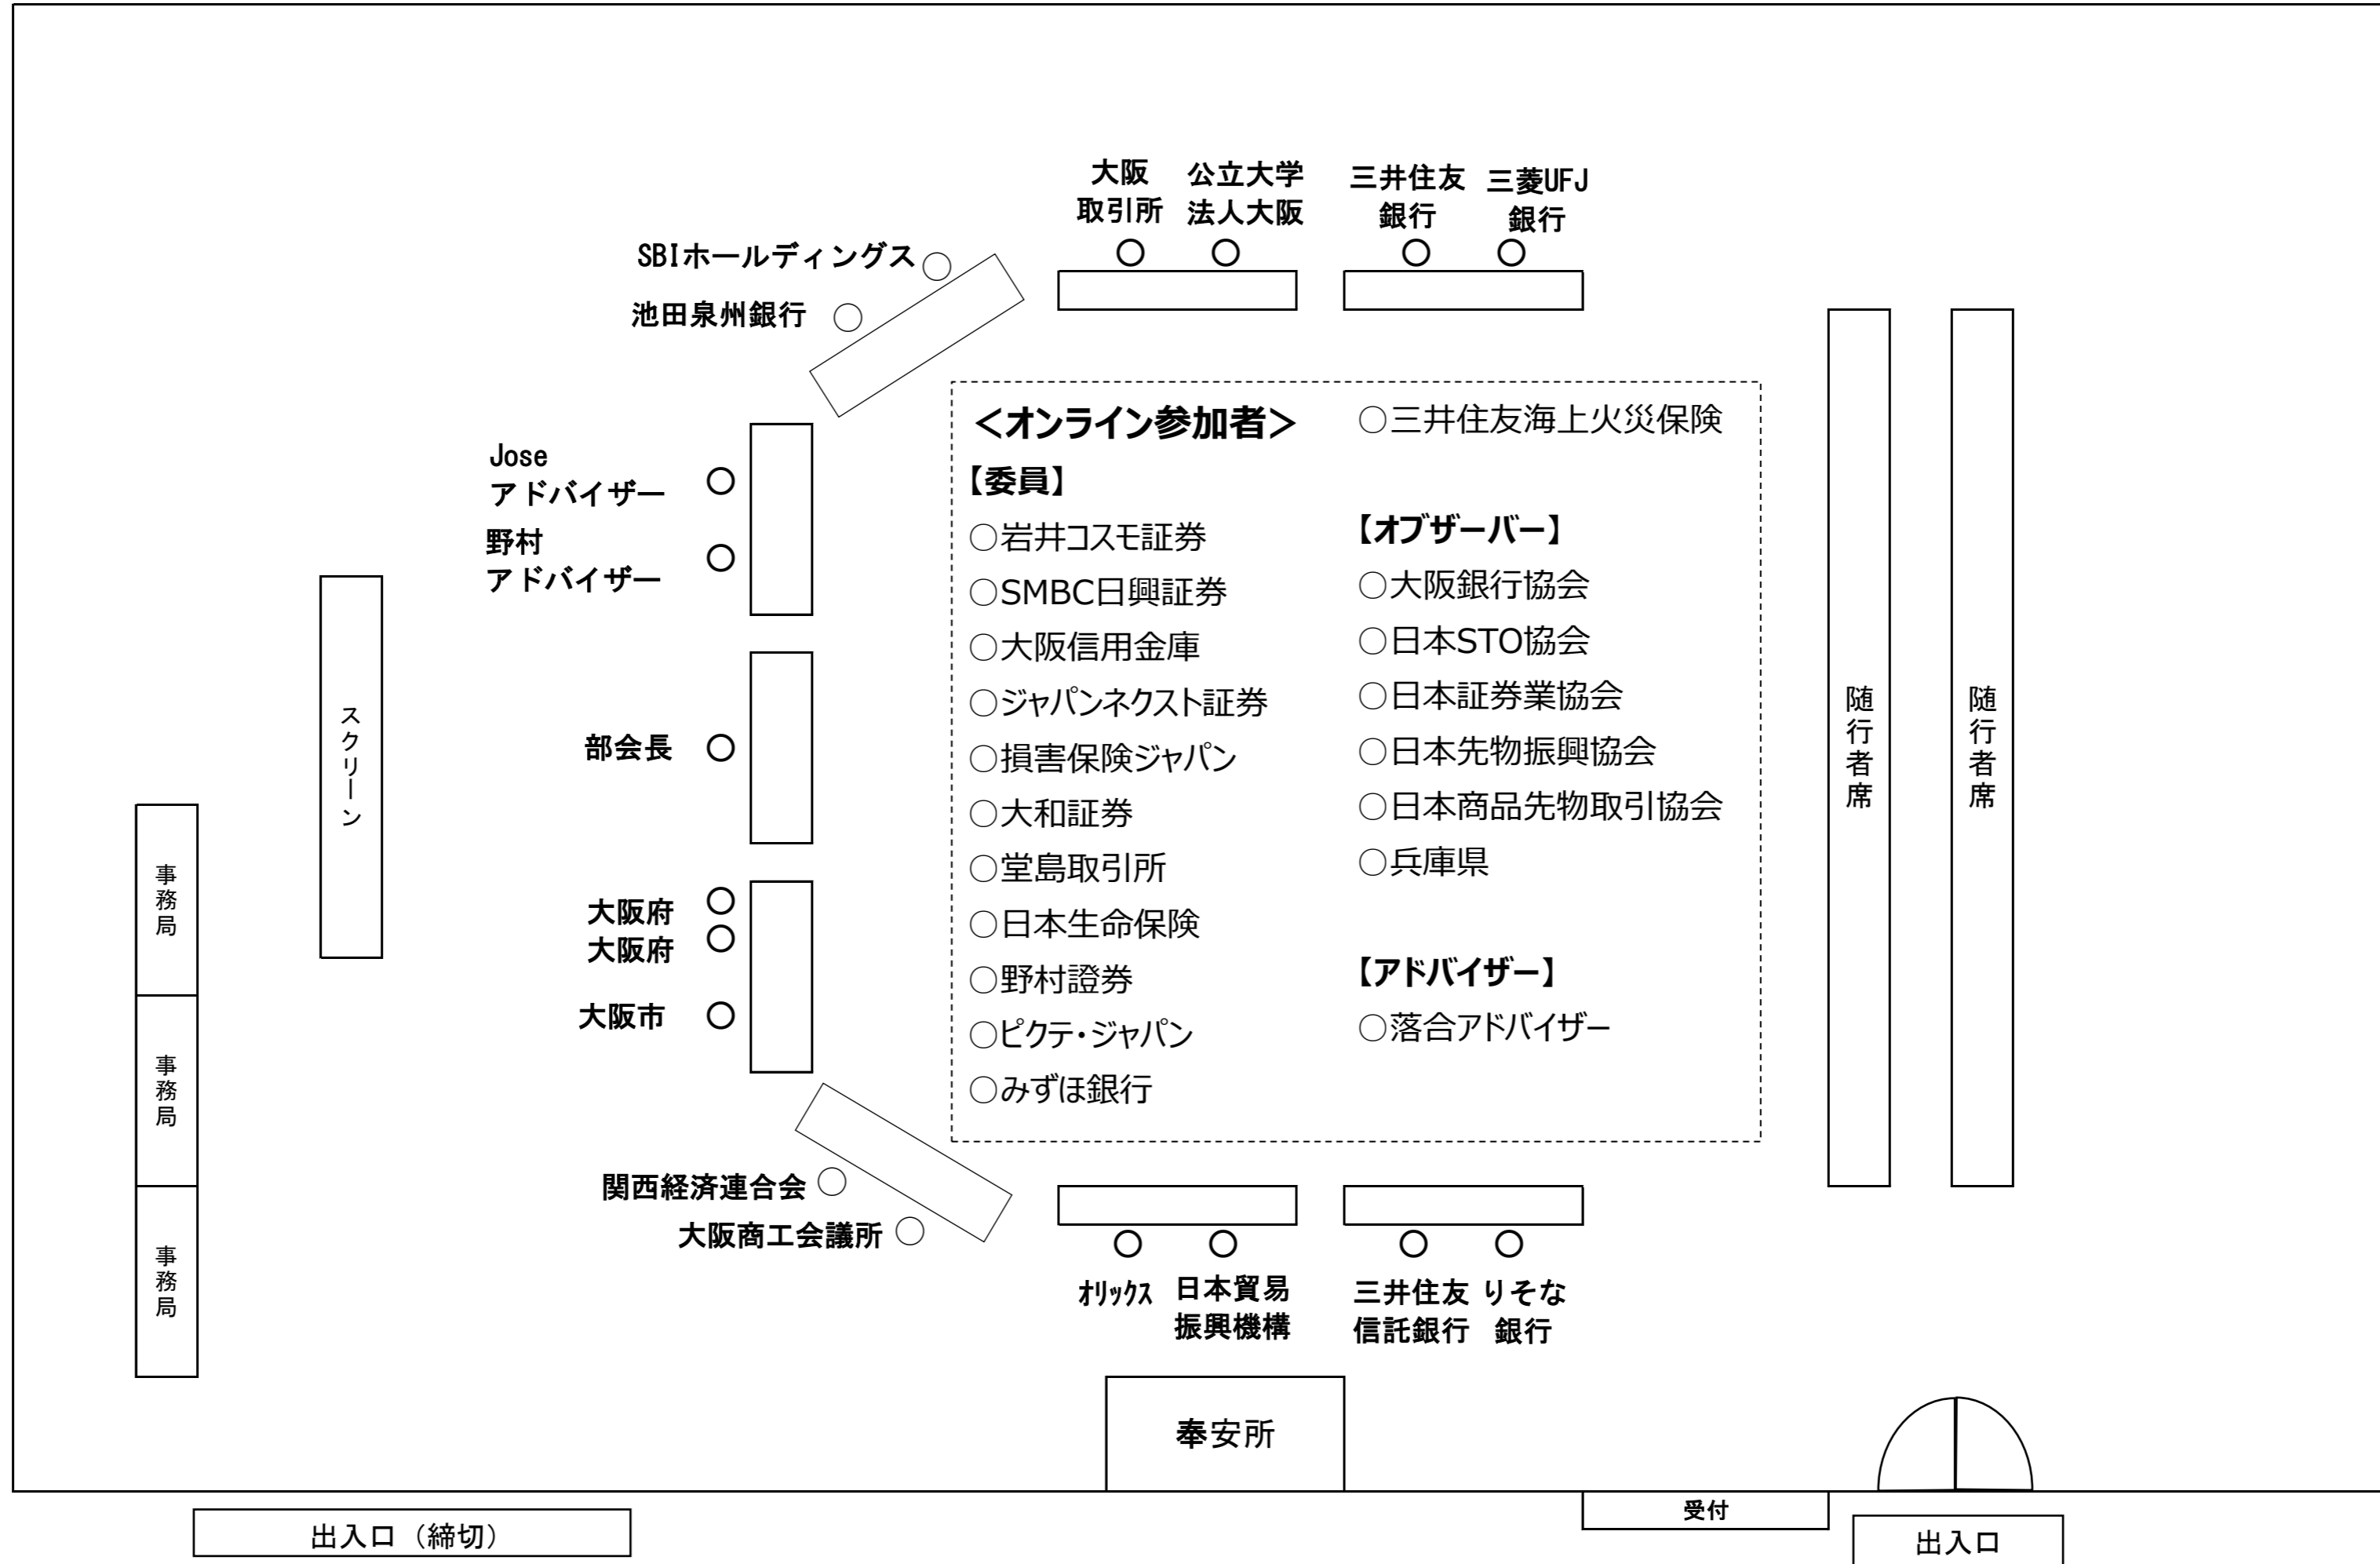 大阪
取引所
公立大学
法人大阪
三井住友
銀行
三菱UFJ
銀行
SBIホールディングス
池田泉州銀行
Jose
アドバイザー
野村
アドバイザー
部会長
大阪府
大阪府
大阪市
関西経済連合会
大阪商工会議所
スクリーン
事務局
事務局
事務局
＜オンライン参加者＞
【委員】
○岩井コスモ証券
○SMBC日興証券
○大阪信用金庫
○ジャパンネクスト証券
○損害保険ジャパン
○大和証券
○堂島取引所
○日本生命保険
○野村證券
○ピクテ・ジャパン
○みずほ銀行
○三井住友海上火災保険
【オブザーバー】
○大阪銀行協会
○日本STO協会
○日本証券業協会
○日本先物振興協会
○日本商品先物取引協会
○兵庫県
【アドバイザー】
○落合アドバイザー
随行者席
随行者席
ｵﾘｯｸｽ
日本貿易
振興機構
三井住友
信託銀行
りそな
銀行
奉安所
受付
出入口（締切）
出入口